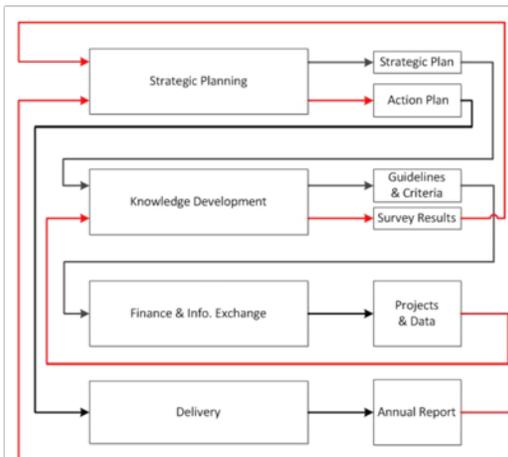 Strategic Planning
Strategic Plan
Action Plan
Knowledge Development
Guidelines
& Criteria
Survey Results
Finance & Info. Exchange
Projects
& Data
Delivery
Annual Report